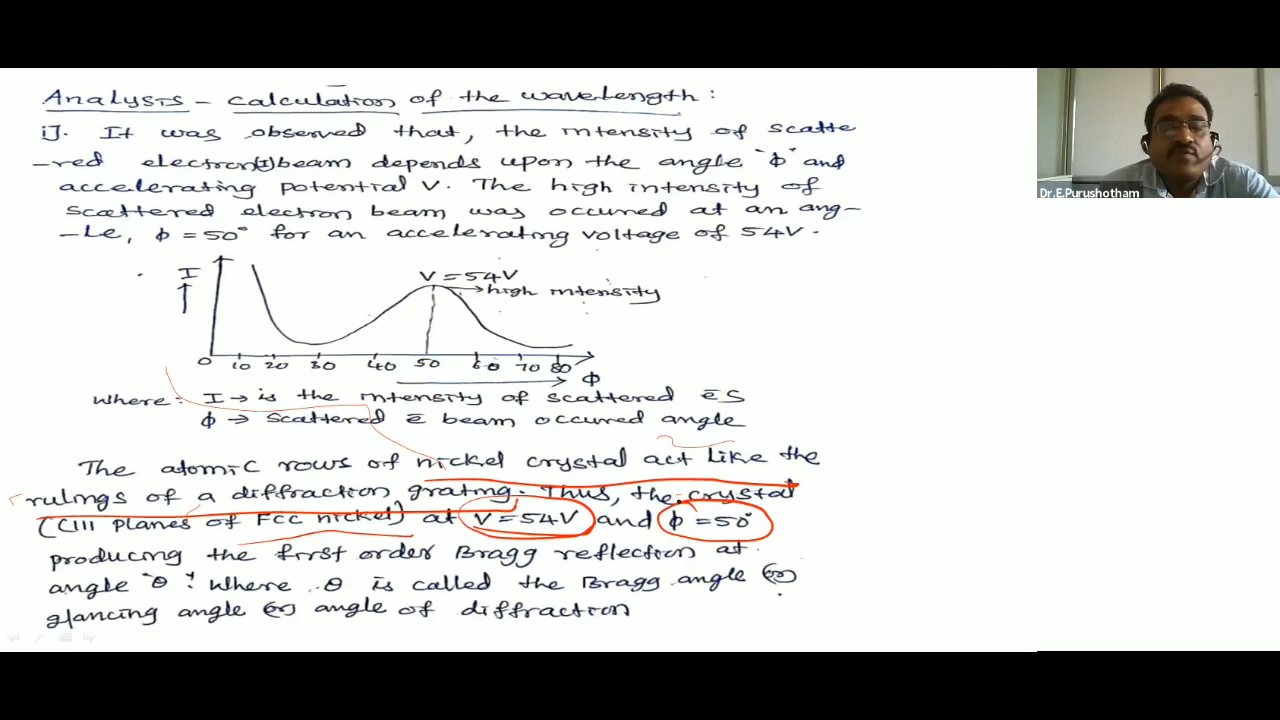 Analysis - calculation of the wavelength:
i). It was observed that, the intensity of scatte
-red electron(I)beam depends upon the angle "ϕ" and
accelerating potential V. The high intensity of
scattered electron beam was occured at an ang-
-le, ϕ = 50° for an accelerating voltage of 54V.
I
V = 54V
→ high intensity
0 10 20 30 40 50 60 70 80
ϕ
where: I → is the intensity of scattered ēs
ϕ → scattered ē beam occured angle
The atomic rows of nickel crystal act like the
rulings of a diffraction grating. Thus, the crystal
(C111 planes of FCC nickel) at V = 54V and ϕ = 50°
producing the first order Bragg reflection at
angle "θ". Where θ is called the Bragg angle (or)
glancing angle (or) angle of diffraction
Dr.E.Purushotham